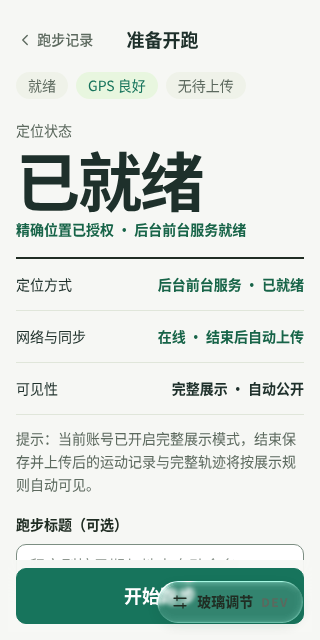 跑步记录
准备开跑
就绪
GPS 良好
无待上传
定位状态
已就绪
精确位置已授权 · 后台前台服务就绪
定位方式
后台前台服务 · 已就绪
网络与同步
在线 · 结束后自动上传
可见性
完整展示 · 自动公开
提示：当前账号已开启完整展示模式，结束保
存并上传后的运动记录与完整轨迹将按展示规
则自动可见。
跑步标题（可选）
开始
玻璃调节 DEV